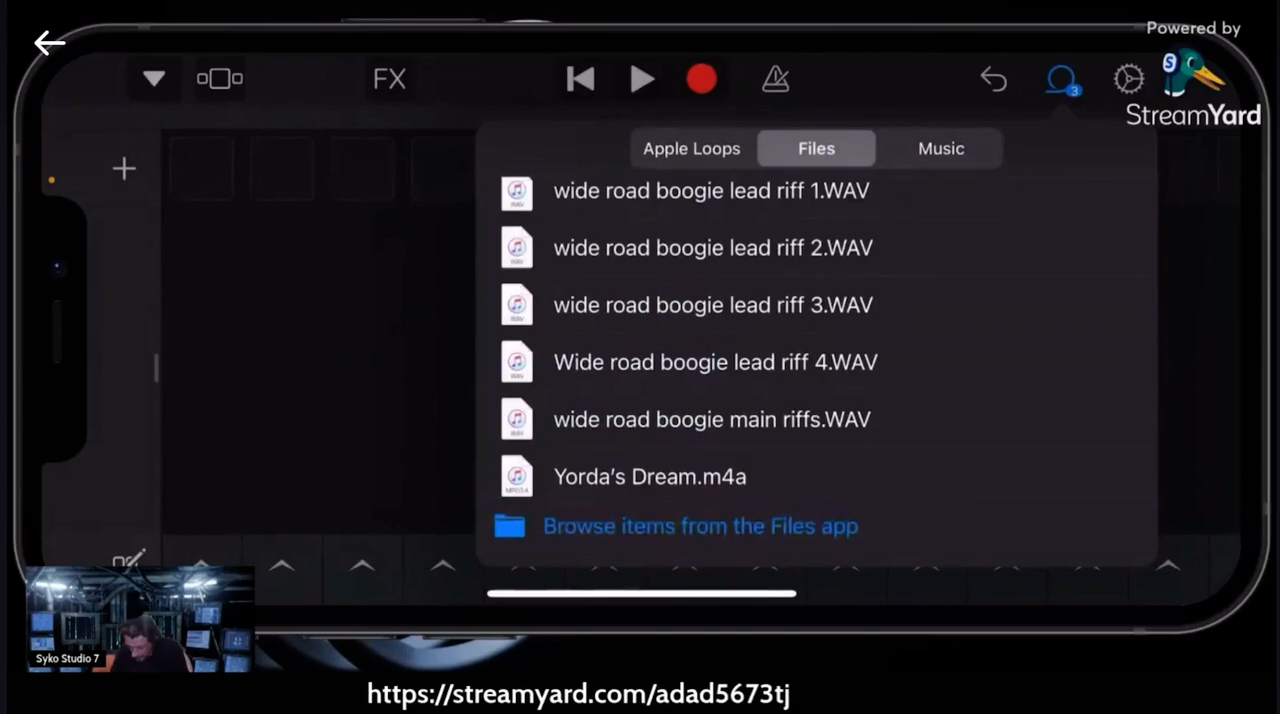 Powered by
StreamYard
FX
3
Apple Loops
Files
Music
wide road boogie lead riff 1.WAV
wide road boogie lead riff 2.WAV
wide road boogie lead riff 3.WAV
Wide road boogie lead riff 4.WAV
wide road boogie main riffs.WAV
Yorda's Dream.m4a
Browse items from the Files app
Syko Studio 7
https://streamyard.com/adad5673tj